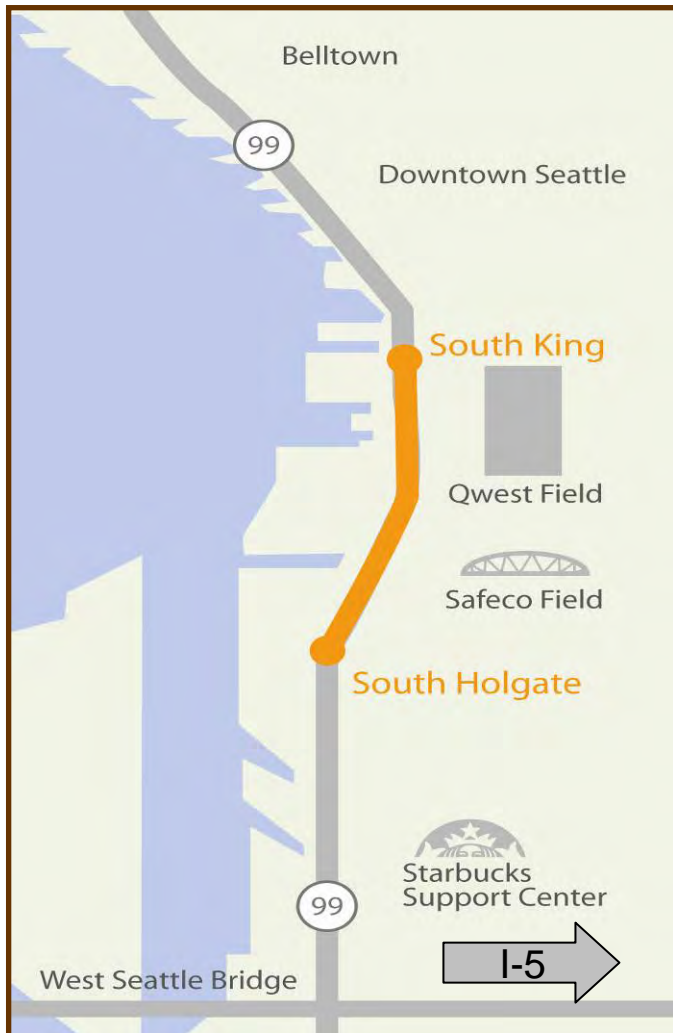 Belltown
99
Downtown Seattle
South King
Qwest Field
Safeco Field
South Holgate
Starbucks
Support Center
99
I-5
West Seattle Bridge